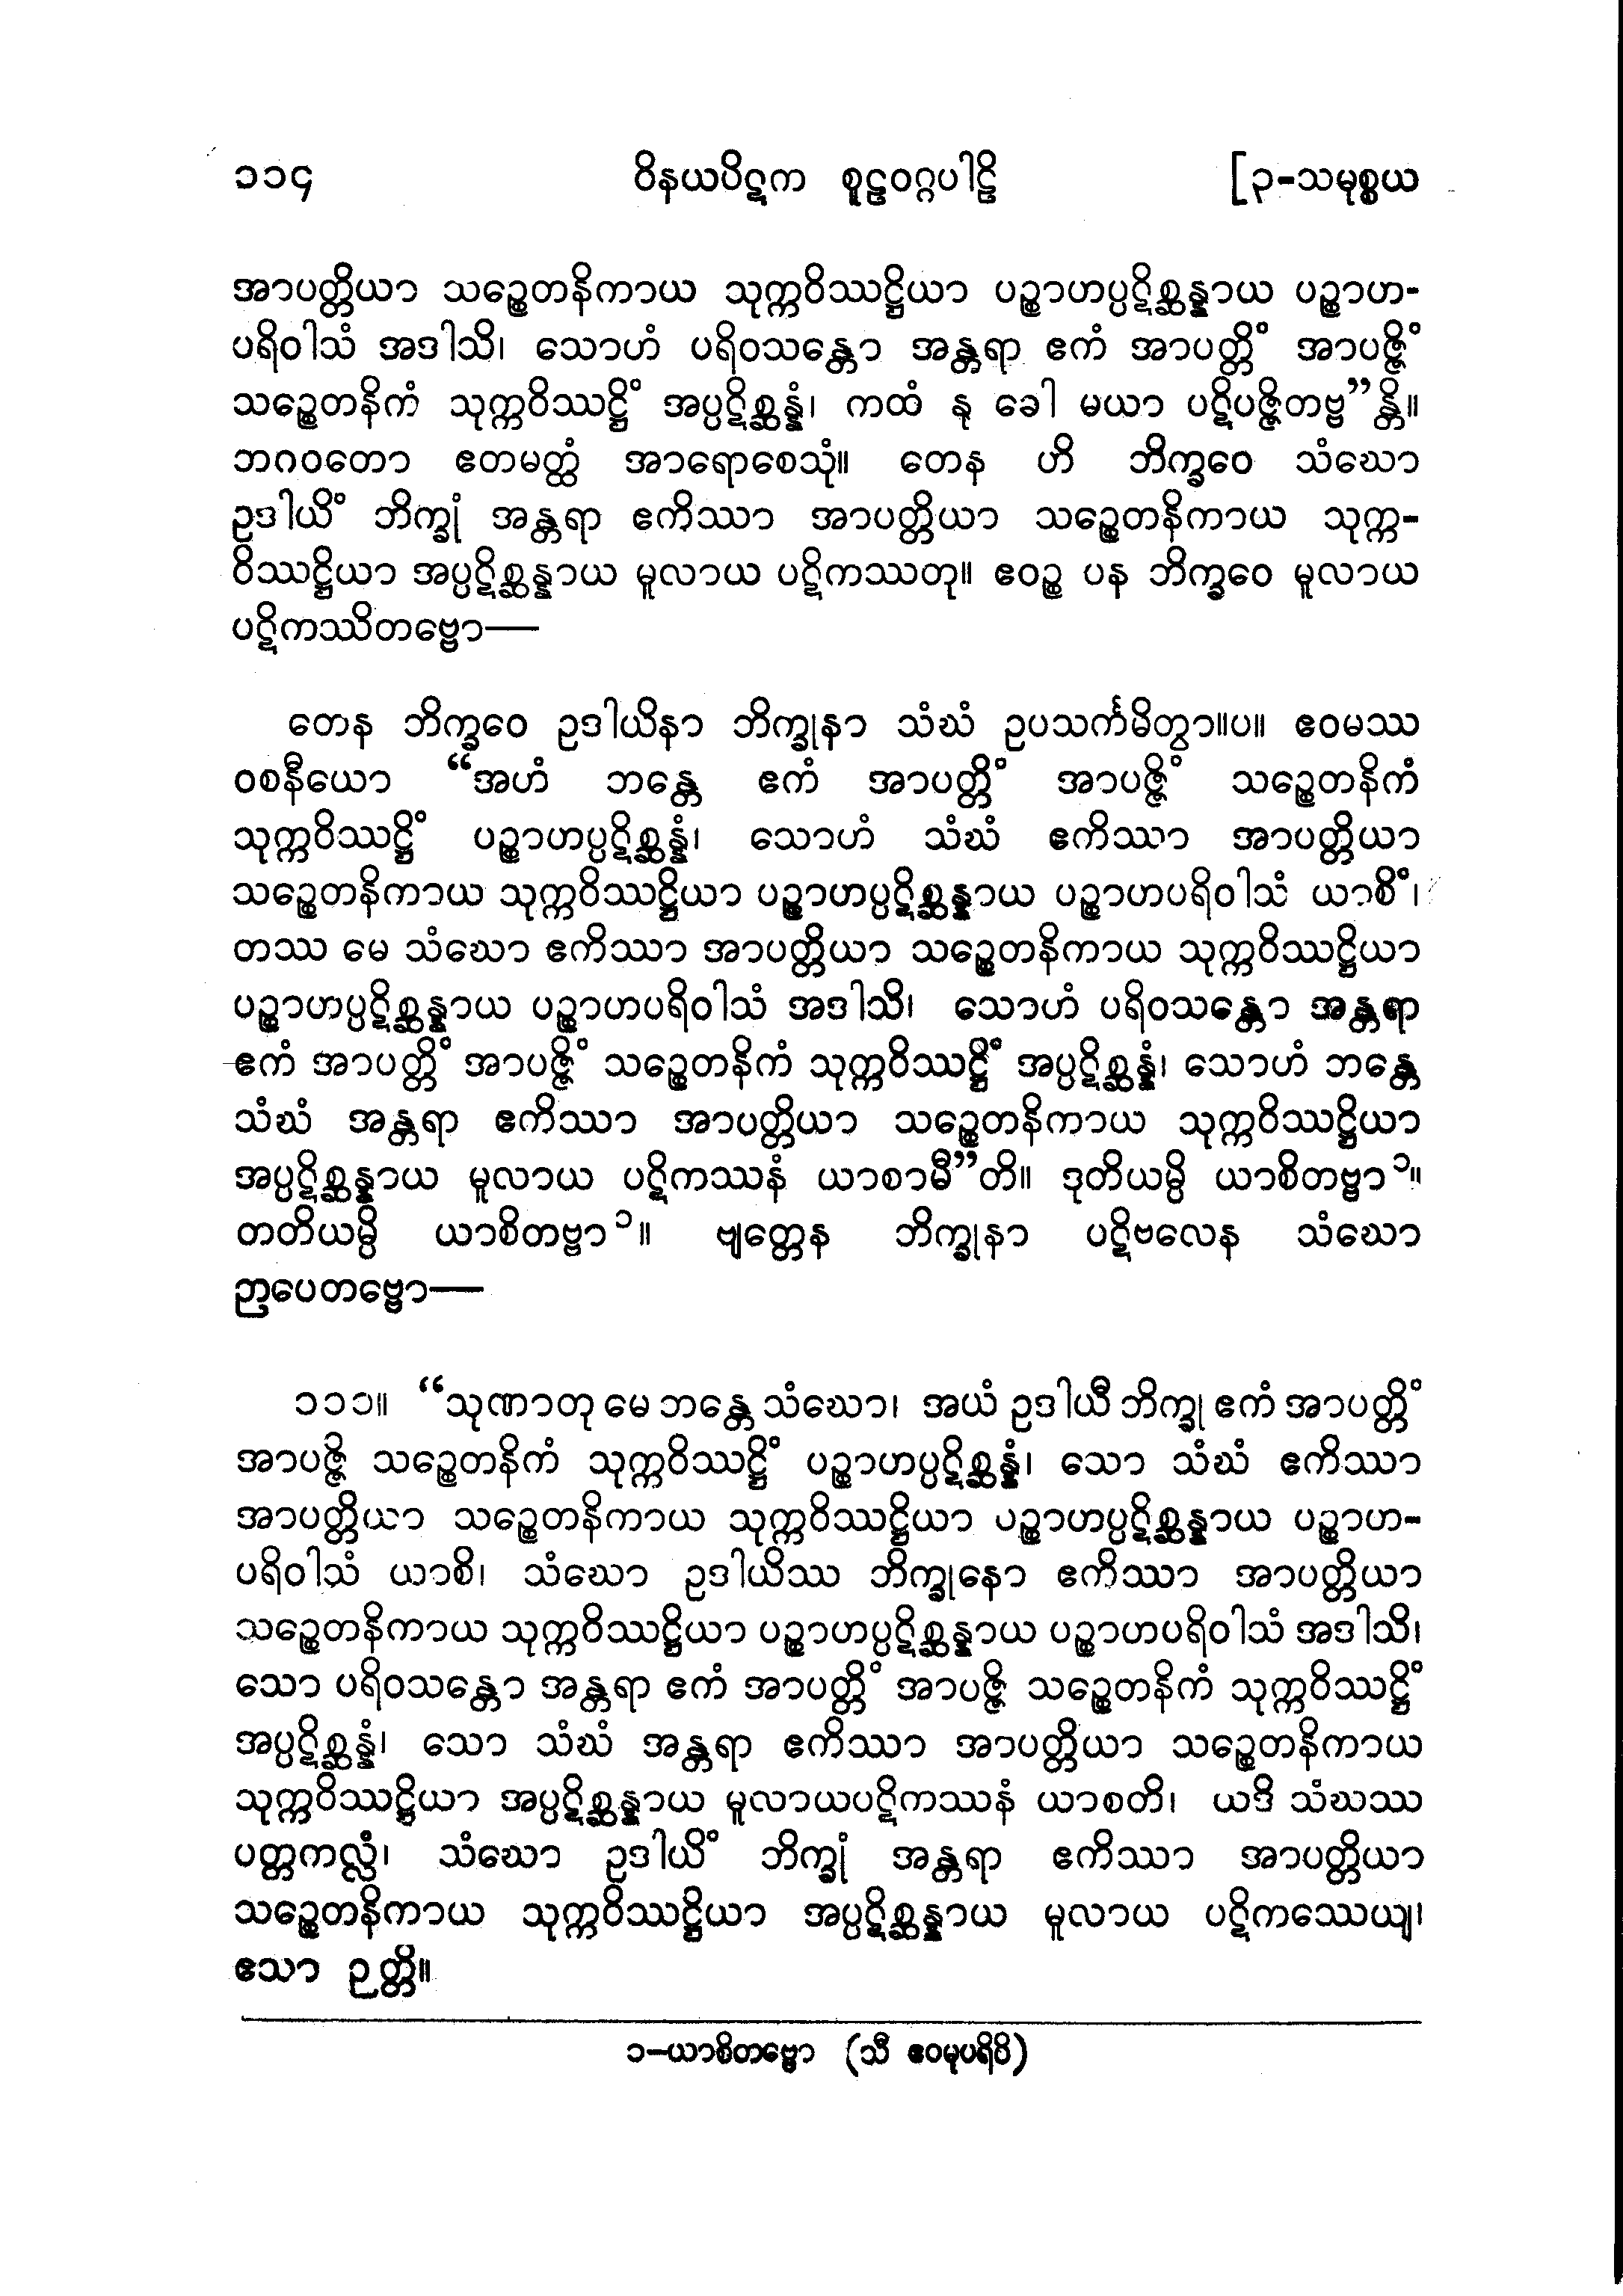 ၁၁၄ ဝိနယပိဋက စူဠဝဂ္ဂပါဠိ [၃-သမုစ္စယ
အာပတ္တိယာ သဉ္စေတနိကာယ သုက္ကဝိဿဋ္ဌိယာ ပဉ္စာဟပ္ပဋိစ္ဆန္နာယ ပဉ္စာဟ-
ပရိဝါသံ အဒါသိ၊ သောဟံ ပရိဝသန္တော အန္တရာ ဧကံ အာပတ္တိံ အာပဇ္ဇိံ
သဉ္စေတနိကံ သုက္ကဝိဿဋ္ဌိံ အပ္ပဋိစ္ဆန္နံ၊ ကထံ နု ခေါ မယာ ပဋိပဇ္ဇိတဗ္ဗ”န္တိ။
ဘဂဝတော ဧတမတ္ထံ အာရောစေသုံ။ တေန ဟိ ဘိက္ခဝေ သံဃော
ဥဒါယိံ ဘိက္ခုံ အန္တရာ ဧကိဿာ အာပတ္တိယာ သဉ္စေတနိကာယ သုက္က-
ဝိဿဋ္ဌိယာ အပ္ပဋိစ္ဆန္နာယ မူလာယ ပဋိကဿတု။ ဧဝဉ္စ ပန ဘိက္ခဝေ မူလာယ
ပဋိကဿိတဗ္ဗော—
တေန ဘိက္ခဝေ ဥဒါယိနာ ဘိက္ခုနာ သံဃံ ဥပသင်္ကမိတွာ။ပ။ ဧဝမဿ
ဝစနီယော “အဟံ ဘန္တေ ဧကံ အာပတ္တိံ အာပဇ္ဇိံ သဉ္စေတနိကံ
သုက္ကဝိဿဋ္ဌိံ ပဉ္စာဟပ္ပဋိစ္ဆန္နံ၊ သောဟံ သံဃံ ဧကိဿာ အာပတ္တိယာ
သဉ္စေတနိကာယ သုက္ကဝိဿဋ္ဌိယာ ပဉ္စာဟပ္ပဋိစ္ဆန္နာယ ပဉ္စာဟပရိဝါသံ ယာစိံ၊
တဿ မေ သံဃော ဧကိဿာ အာပတ္တိယာ သဉ္စေတနိကာယ သုက္ကဝိဿဋ္ဌိယာ
ပဉ္စာဟပ္ပဋိစ္ဆန္နာယ ပဉ္စာဟပရိဝါသံ အဒါသိ၊ သောဟံ ပရိဝသန္တော အန္တရာ
ဧကံ အာပတ္တိံ အာပဇ္ဇိံ သဉ္စေတနိကံ သုက္ကဝိဿဋ္ဌိံ အပ္ပဋိစ္ဆန္နံ၊ သောဟံ ဘန္တေ
သံဃံ အန္တရာ ဧကိဿာ အာပတ္တိယာ သဉ္စေတနိကာယ သုက္ကဝိဿဋ္ဌိယာ
အပ္ပဋိစ္ဆန္နာယ မူလာယ ပဋိကဿနံ ယာစာမီ”တိ။ ဒုတိယမ္ပိ ယာစိတဗ္ဗာ၁။
တတိယမ္ပိ ယာစိတဗ္ဗာ၁။ ဗျတ္တေန ဘိက္ခုနာ ပဋိဗလေန သံဃော
ဉာပေတဗ္ဗော—
၁၁၁။ “သုဏာတု မေ ဘန္တေ သံဃော၊ အယံ ဥဒါယီ ဘိက္ခု ဧကံ အာပတ္တိံ
အာပဇ္ဇိ သဉ္စေတနိကံ သုက္ကဝိဿဋ္ဌိံ ပဉ္စာဟပ္ပဋိစ္ဆန္နံ၊ သော သံဃံ ဧကိဿာ
အာပတ္တိယာ သဉ္စေတနိကာယ သုက္ကဝိဿဋ္ဌိယာ ပဉ္စာဟပ္ပဋိစ္ဆန္နာယ ပဉ္စာဟ-
ပရိဝါသံ ယာစိ၊ သံဃော ဥဒါယိဿ ဘိက္ခုနော ဧကိဿာ အာပတ္တိယာ
သဉ္စေတနိကာယ သုက္ကဝိဿဋ္ဌိယာ ပဉ္စာဟပ္ပဋိစ္ဆန္နာယ ပဉ္စာဟပရိဝါသံ အဒါသိ၊
သော ပရိဝသန္တော အန္တရာ ဧကံ အာပတ္တိံ အာပဇ္ဇိ သဉ္စေတနိကံ သုက္ကဝိဿဋ္ဌိံ
အပ္ပဋိစ္ဆန္နံ၊ သော သံဃံ အန္တရာ ဧကိဿာ အာပတ္တိယာ သဉ္စေတနိကာယ
သုက္ကဝိဿဋ္ဌိယာ အပ္ပဋိစ္ဆန္နာယ မူလာယပဋိကဿနံ ယာစတိ၊ ယဒိ သံဃဿ
ပတ္တကလ္လံ၊ သံဃော ဥဒါယိံ ဘိက္ခုံ အန္တရာ ဧကိဿာ အာပတ္တိယာ
သဉ္စေတနိကာယ သုက္ကဝိဿဋ္ဌိယာ အပ္ပဋိစ္ဆန္နာယ မူလာယ ပဋိကဿေယျ၊
ဧသာ ဉတ္တိ။
၁−ယာစိတဗ္ဗော (သီ ဧဝမုပရိပိ)